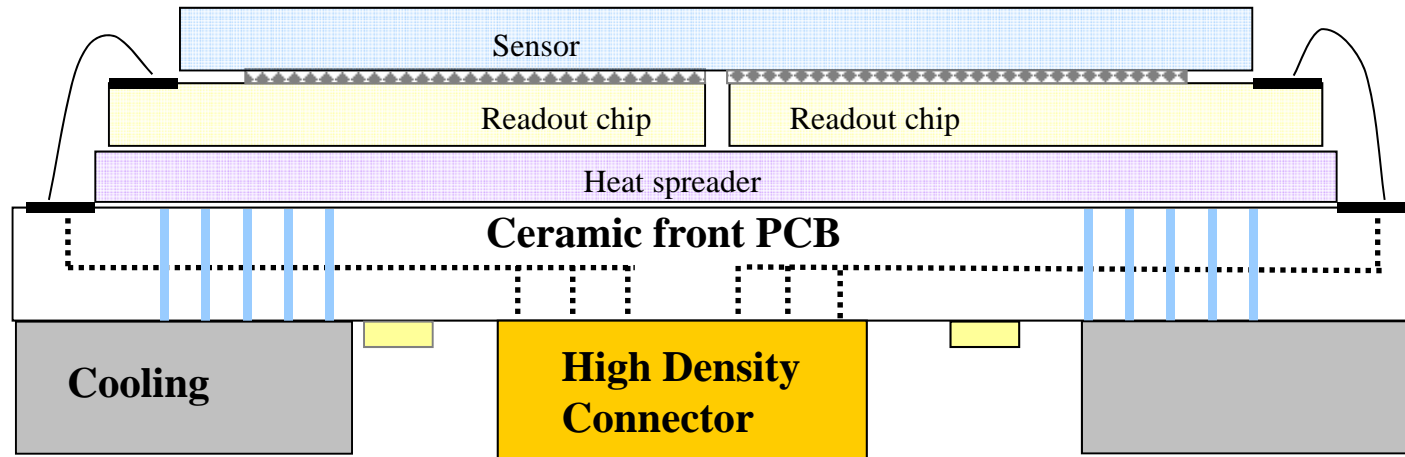 Sensor
Readout chip Readout chip
Heat spreader
Ceramic front PCB
Cooling
High Density
Connector